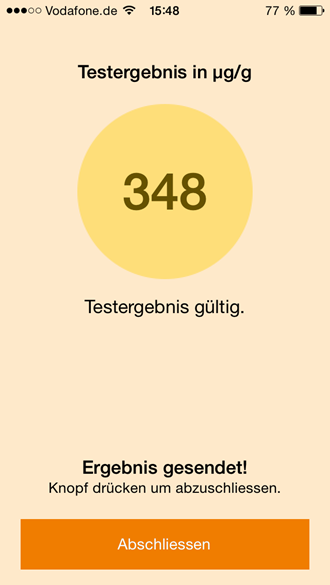 Vodafone.de 15:48 77 %
Testergebnis in µg/g
348
Testergebnis gültig.
Ergebnis gesendet!
Knopf drücken um abzuschliessen.
Abschliessen